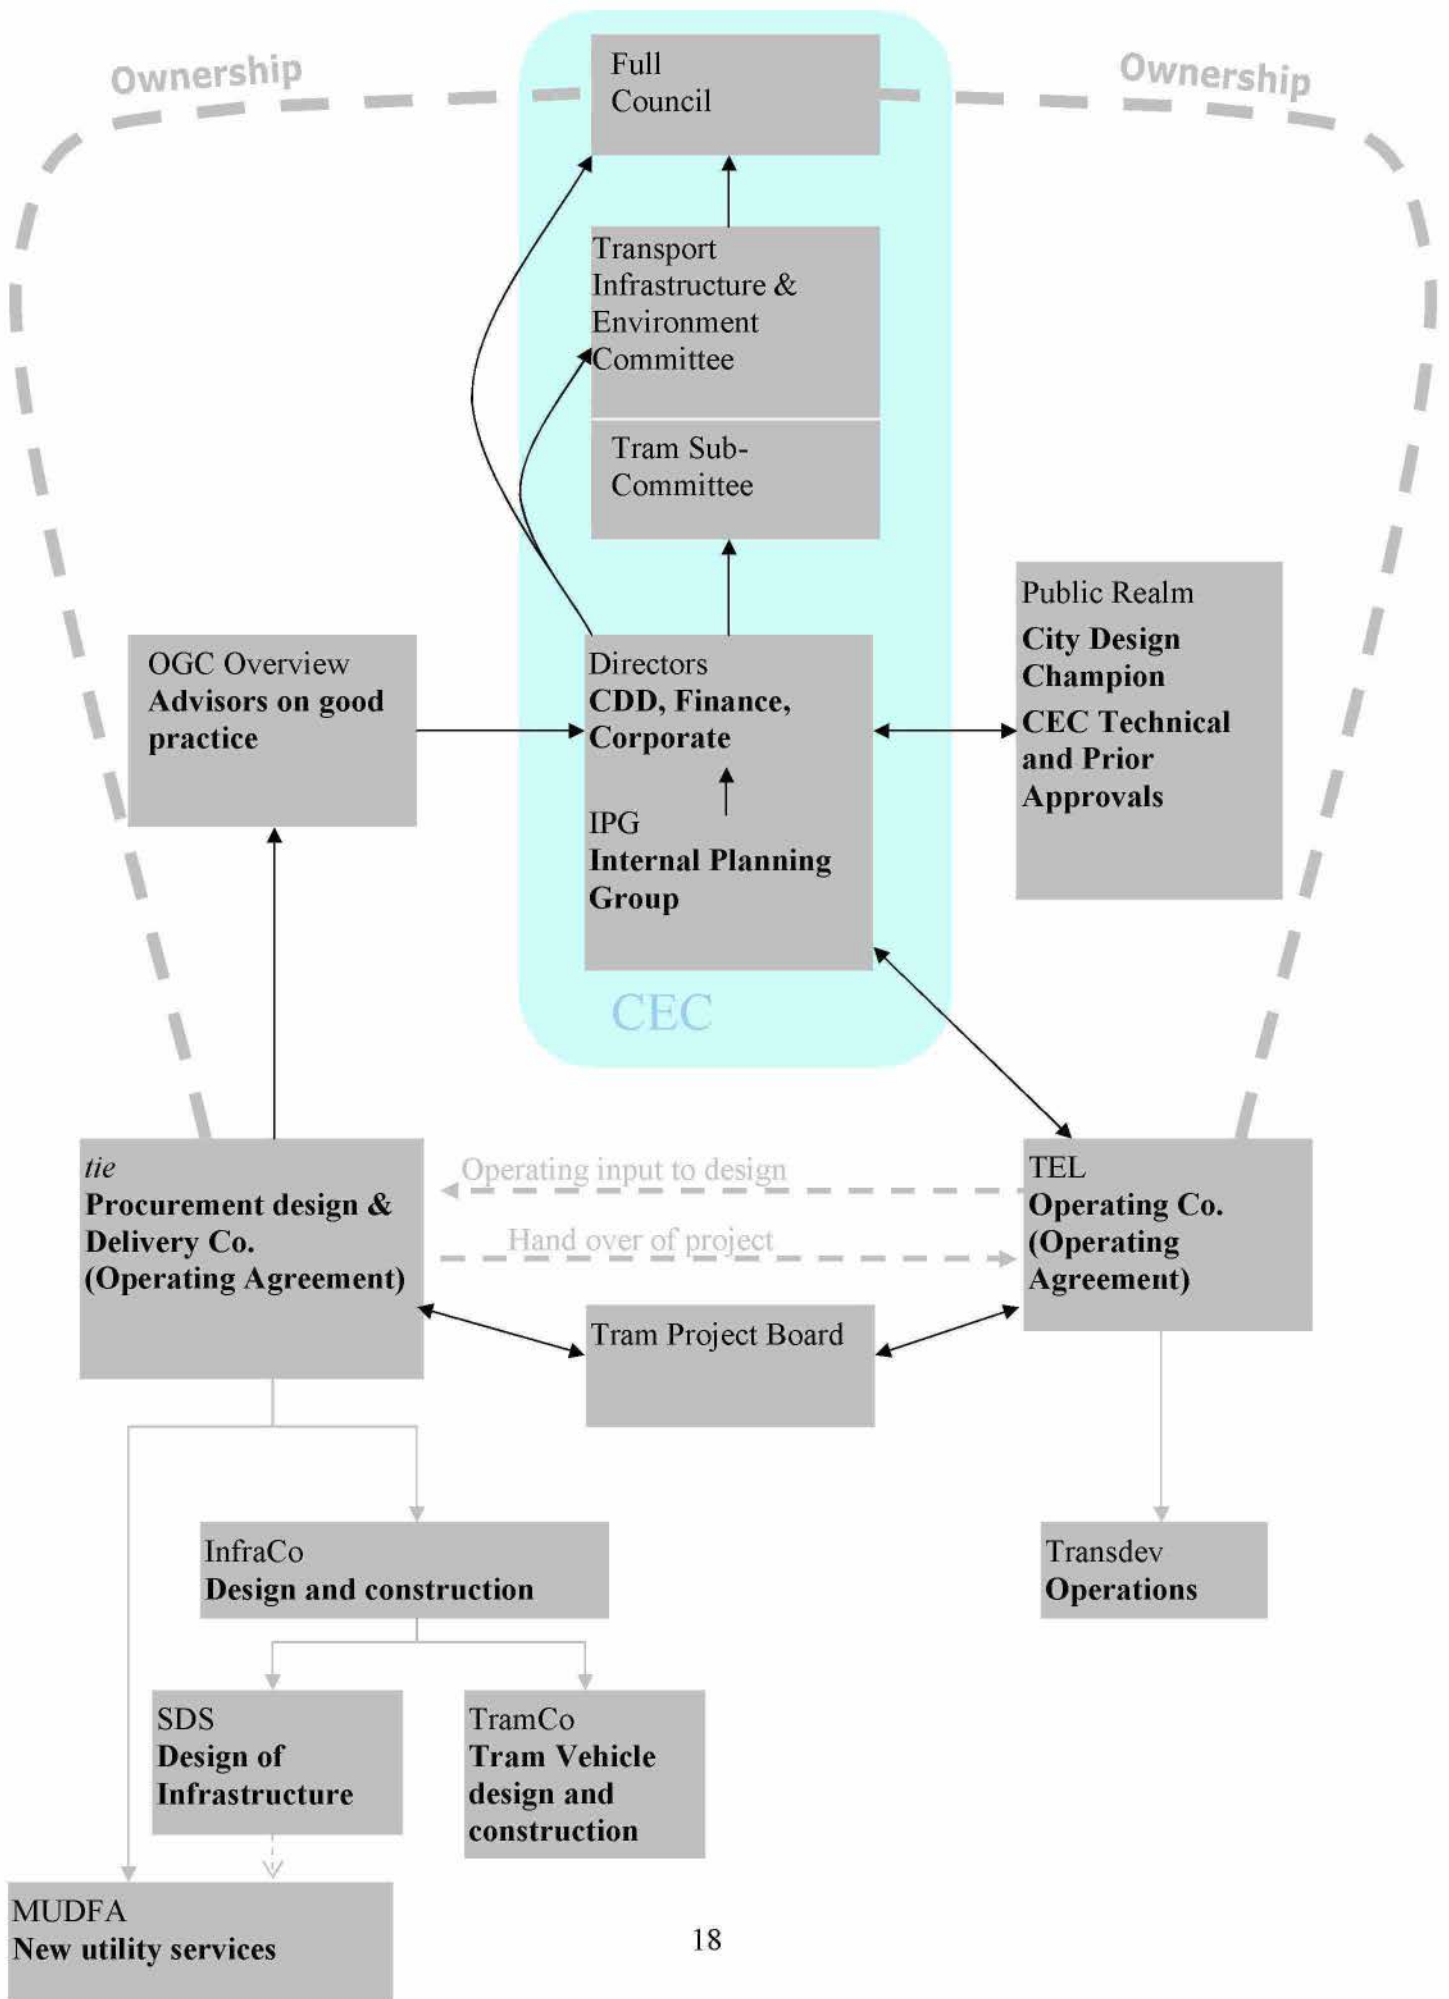 Ownership
Ownership
Full
Council
Transport
Infrastructure &
Environment
Committee
Tram Sub-
Committee
OGC Overview
Advisors on good
practice
Directors
CDD, Finance,
Corporate
IPG
Internal Planning
Group
Public Realm
City Design
Champion
CEC Technical
and Prior
Approvals
CEC
tie
Procurement design &
Delivery Co.
(Operating Agreement)
Operating input to design
Hand over of project
TEL
Operating Co.
(Operating
Agreement)
Tram Project Board
InfraCo
Design and construction
Transdev
Operations
SDS
Design of
Infrastructure
TramCo
Tram Vehicle
design and
construction
MUDFA
New utility services
18